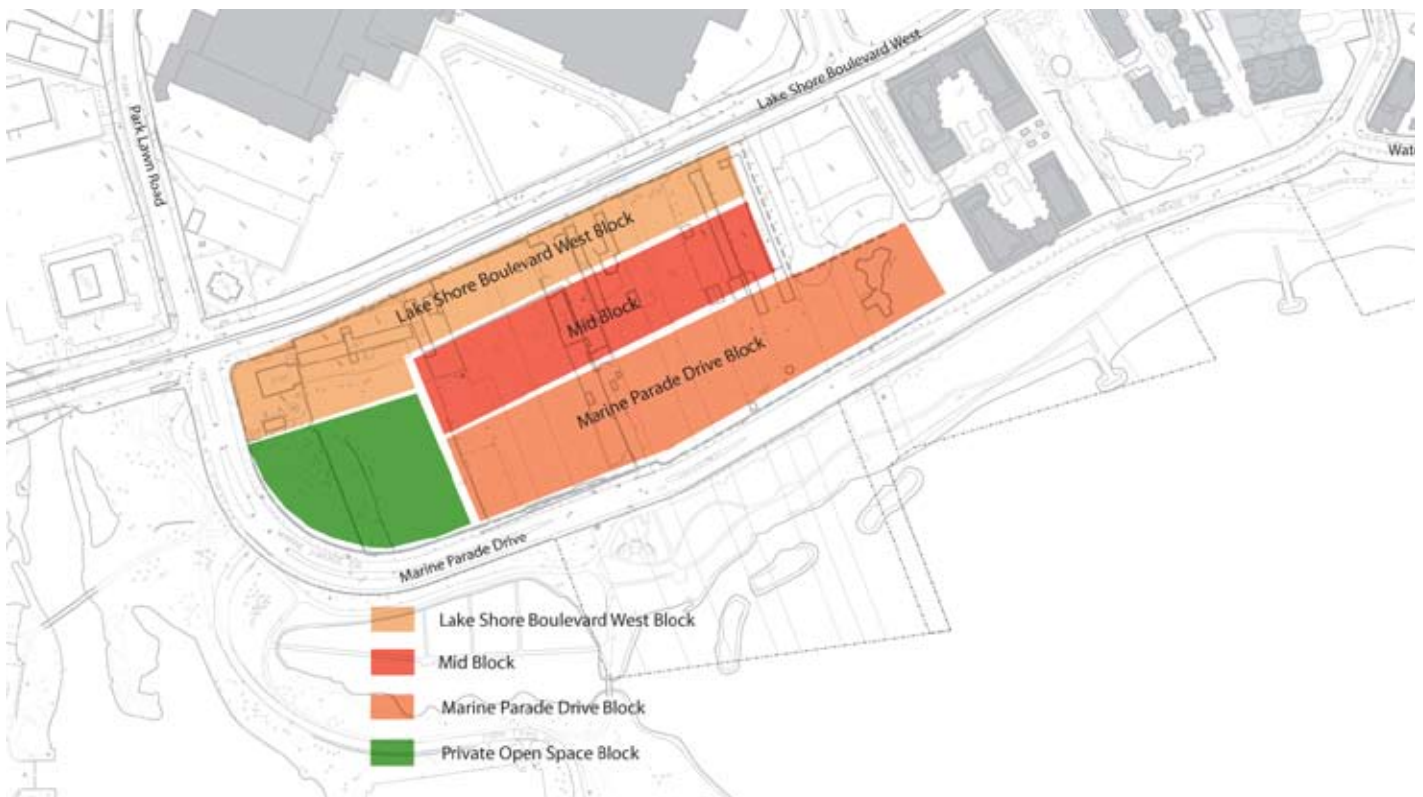 Lake Shore Boulevard West
Park Lawn Road
Lake Shore Boulevard West Block
Mid Block
Marine Parade Drive Block
Marine Parade Drive
Lake Shore Boulevard West Block
Mid Block
Marine Parade Drive Block
Private Open Space Block